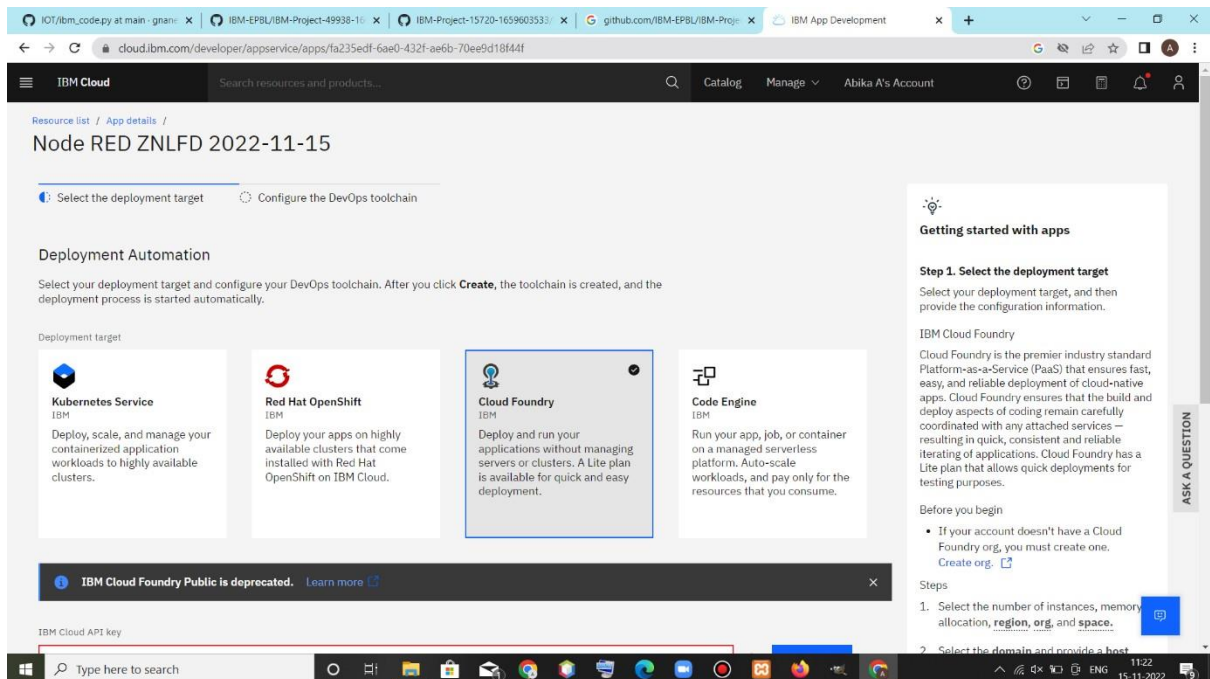 IOT/ibm_code.py at main · gnane
IBM-EPBL/IBM-Project-49938-16
IBM-Project-15720-1659603533/
github.com/IBM-EPBL/IBM-Proje
IBM App Development
cloud.ibm.com/developer/appservice/apps/fa235edf-6ae0-432f-ae6b-70ee9d18f44f
IBM Cloud
Search resources and products...
Catalog
Manage
Abika A's Account
Resource list / App details /
Node RED ZNLFD 2022-11-15
Select the deployment target
Configure the DevOps toolchain
Deployment Automation
Select your deployment target and configure your DevOps toolchain. After you click Create, the toolchain is created, and the
deployment process is started automatically.
Deployment target
Kubernetes Service
IBM
Deploy, scale, and manage your
containerized application
workloads to highly available
clusters.
Red Hat OpenShift
IBM
Deploy your apps on highly
available clusters that come
installed with Red Hat
OpenShift on IBM Cloud.
Cloud Foundry
IBM
Deploy and run your
applications without managing
servers or clusters. A Lite plan
is available for quick and easy
deployment.
Code Engine
IBM
Run your app, job, or container
on a managed serverless
platform. Auto-scale
workloads, and pay only for the
resources that you consume.
IBM Cloud Foundry Public is deprecated. Learn more
IBM Cloud API key
Getting started with apps
Step 1. Select the deployment target
Select your deployment target, and then
provide the configuration information.
IBM Cloud Foundry
Cloud Foundry is the premier industry standard
Platform-as-a-Service (PaaS) that ensures fast,
easy, and reliable deployment of cloud-native
apps. Cloud Foundry ensures that the build and
deploy aspects of coding remain carefully
coordinated with any attached services —
resulting in quick, consistent and reliable
iterating of applications. Cloud Foundry has a
Lite plan that allows quick deployments for
testing purposes.
Before you begin
• If your account doesn't have a Cloud
Foundry org, you must create one.
Create org.
Steps
1. Select the number of instances, memory
allocation, region, org, and space.
2. Select the domain and provide a host
ASK A QUESTION
Type here to search
ENG
11:22
15-11-2022